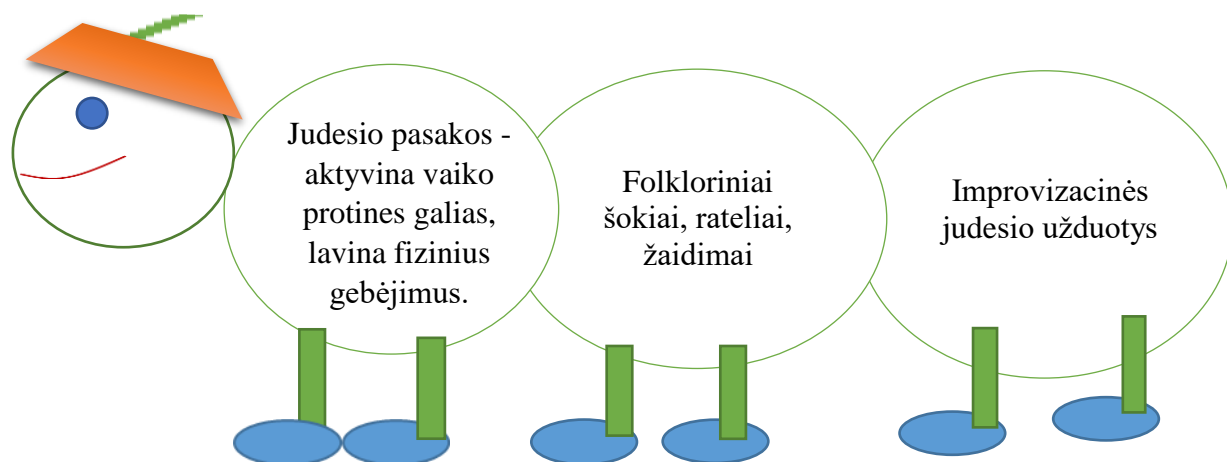 Judesio pasakos -
aktyvina vaiko
protines galias,
lavina fizinius
gebėjimus.
Folkloriniai
šokiai, rateliai,
žaidimai
Improvizacinės
judesio užduotys